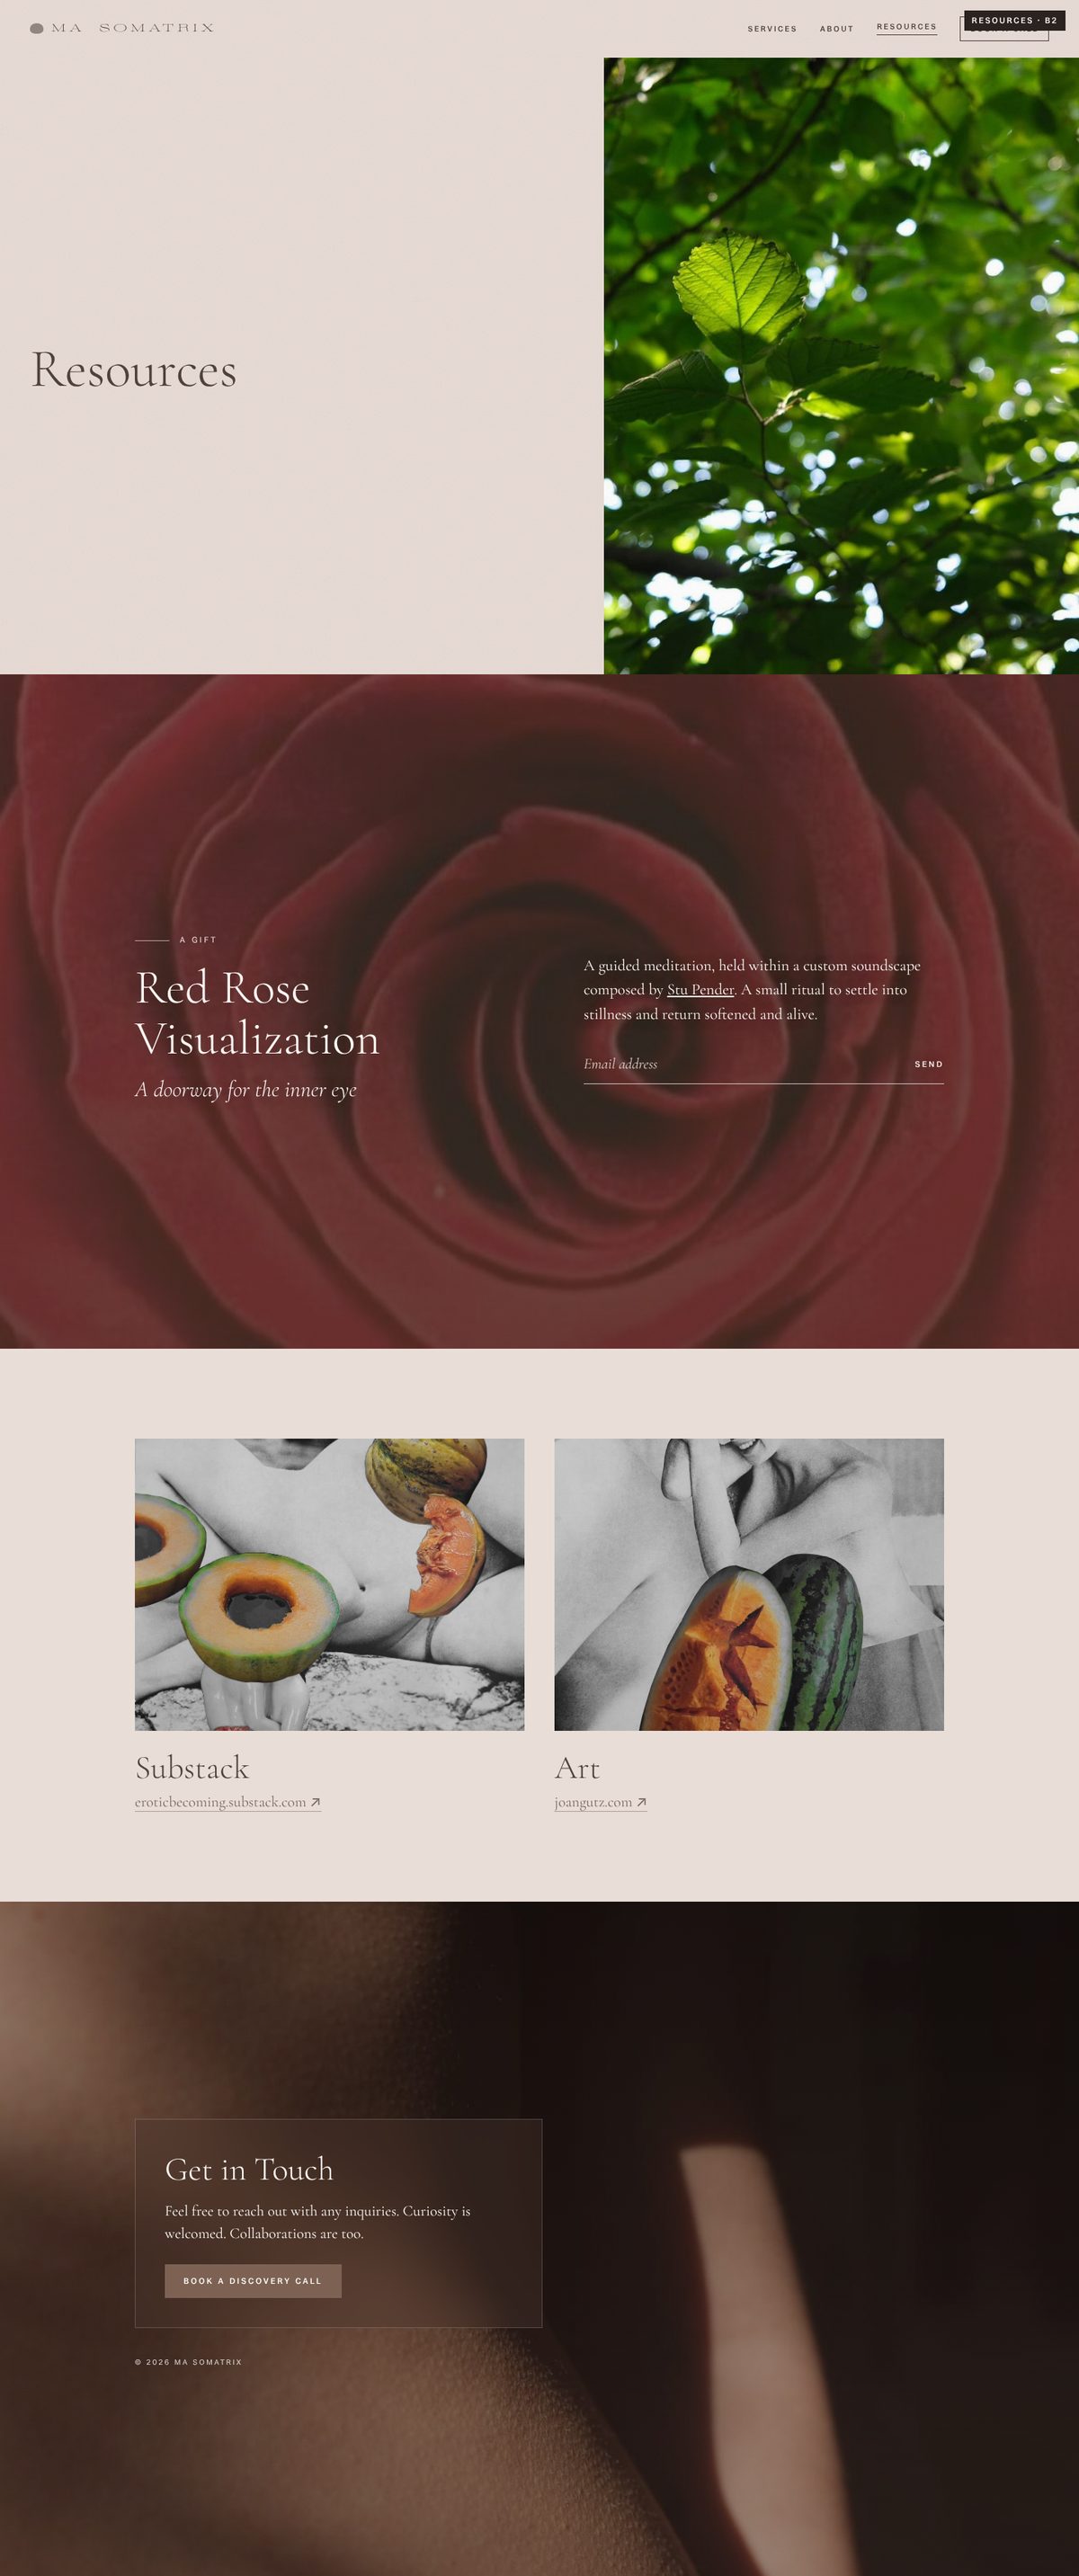 MA SOMATRIX
SERVICES
ABOUT
RESOURCES
RESOURCES · B2
Resources
A GIFT
Red Rose
Visualization
A doorway for the inner eye
A guided meditation, held within a custom soundscape
composed by Stu Pender. A small ritual to settle into
stillness and return softened and alive.
Email address
SEND
Substack
eroticbecoming.substack.com ↗
Art
joangutz.com ↗
Get in Touch
Feel free to reach out with any inquiries. Curiosity is
welcomed. Collaborations are too.
BOOK A DISCOVERY CALL
© 2026 MA SOMATRIX